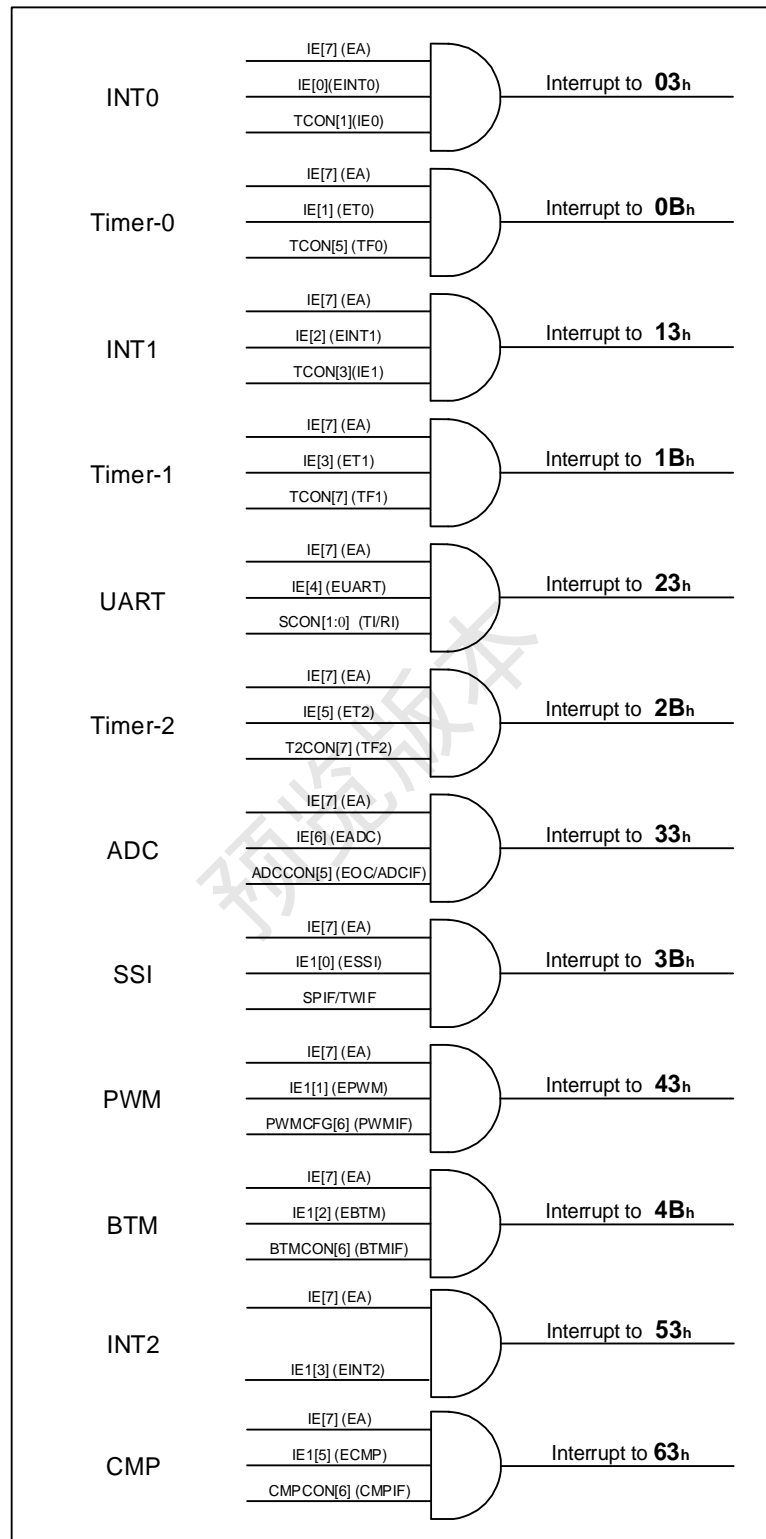 IE[7] (EA)
INT0
IE[0](EINT0)
Interrupt to 03h
TCON[1](IE0)
IE[7] (EA)
Timer-0
IE[1] (ET0)
Interrupt to 0Bh
TCON[5] (TF0)
IE[7] (EA)
INT1
IE[2] (EINT1)
Interrupt to 13h
TCON[3](IE1)
IE[7] (EA)
Timer-1
IE[3] (ET1)
Interrupt to 1Bh
TCON[7] (TF1)
IE[7] (EA)
UART
IE[4] (EUART)
Interrupt to 23h
SCON[1:0] (TI/RI)
IE[7] (EA)
Timer-2
IE[5] (ET2)
Interrupt to 2Bh
T2CON[7] (TF2)
IE[7] (EA)
ADC
IE[6] (EADC)
Interrupt to 33h
ADCCON[5] (EOC/ADCIF)
IE[7] (EA)
SSI
IE1[0] (ESSI)
Interrupt to 3Bh
SPIF/TWIF
IE[7] (EA)
PWM
IE1[1] (EPWM)
Interrupt to 43h
PWMCFG[6] (PWMIF)
IE[7] (EA)
BTM
IE1[2] (EBTM)
Interrupt to 4Bh
BTMCON[6] (BTMIF)
IE[7] (EA)
INT2
Interrupt to 53h
IE1[3] (EINT2)
IE[7] (EA)
CMP
IE1[5] (ECMP)
Interrupt to 63h
CMPCON[6] (CMPIF)
预览版本